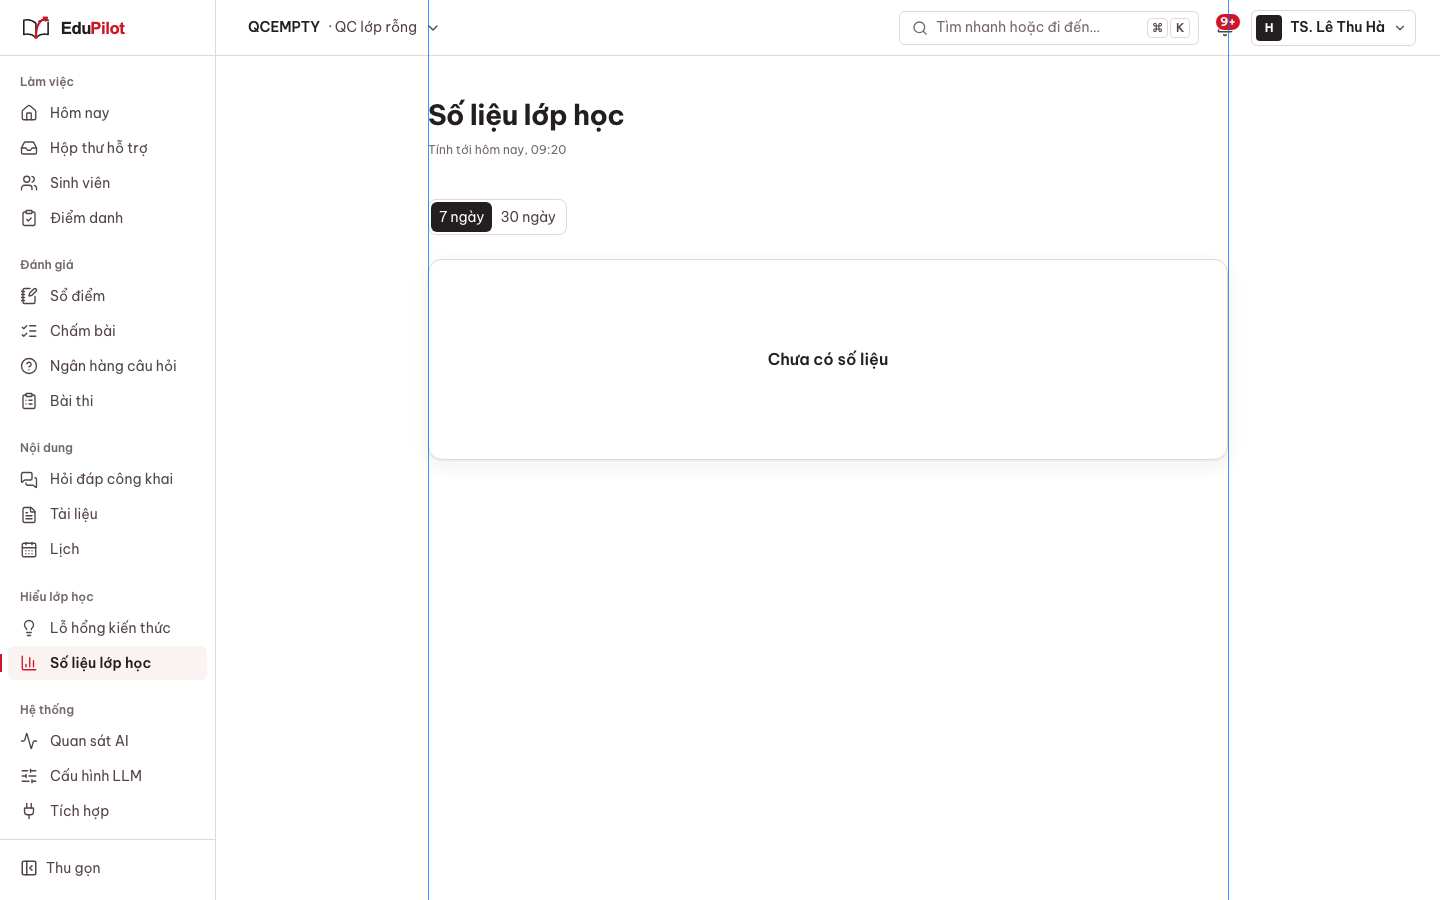 EduPilot
QCEMPTY · QC lớp rỗng
Tìm nhanh hoặc đi đến...
⌘ K
9+
H TS. Lê Thu Hà
Làm việc
Hôm nay
Hộp thư hỗ trợ
Sinh viên
Điểm danh
Đánh giá
Sổ điểm
Chấm bài
Ngân hàng câu hỏi
Bài thi
Nội dung
Hỏi đáp công khai
Tài liệu
Lịch
Hiểu lớp học
Lỗ hổng kiến thức
Số liệu lớp học
Hệ thống
Quan sát AI
Cấu hình LLM
Tích hợp
Thu gọn
Số liệu lớp học
Tính tới hôm nay, 09:20
7 ngày 30 ngày
Chưa có số liệu